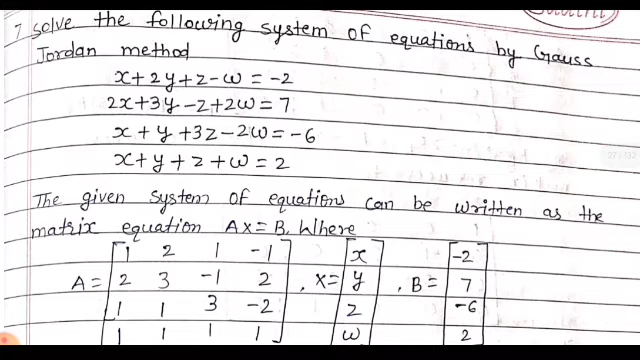 7 solve the following system of equations by Gauss
Jordan method
x+2y+z-w=-2
2x+3y-z+2w=7
x+y+3z-2w=-6
x+y+z+w=2
The given system of equations can be written as the
matrix equation AX=B, Where
A= [1 2 1 -1 , X= [x , B= [-2
2 3 -1 2 y 7
1 1 3 -2 z -6
1 1 1 1] w] 2]